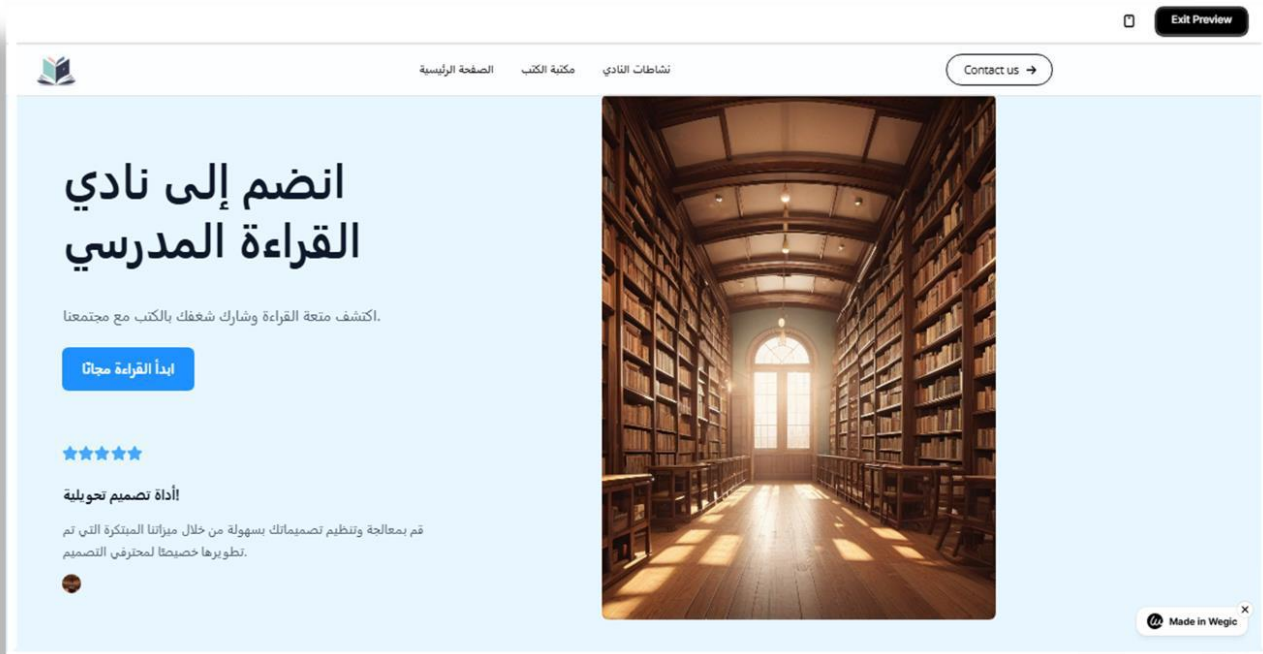 Exit Preview
الصفحة الرئيسية
مكتبة الكتب
نشاطات النادي
Contact us →
انضم إلى نادي
القراءة المدرسي
اكتشف متعة القراءة وشارك شغفك بالكتب مع مجتمعنا.
ابدأ القراءة مجانًا
أداة تصميم تحويلية!
قم بمعالجة وتنظيم تصميماتك بسهولة من خلال ميزاتنا المبتكرة التي تم
تطويرها خصيصًا لمحترفي التصميم.
Made in Wegic